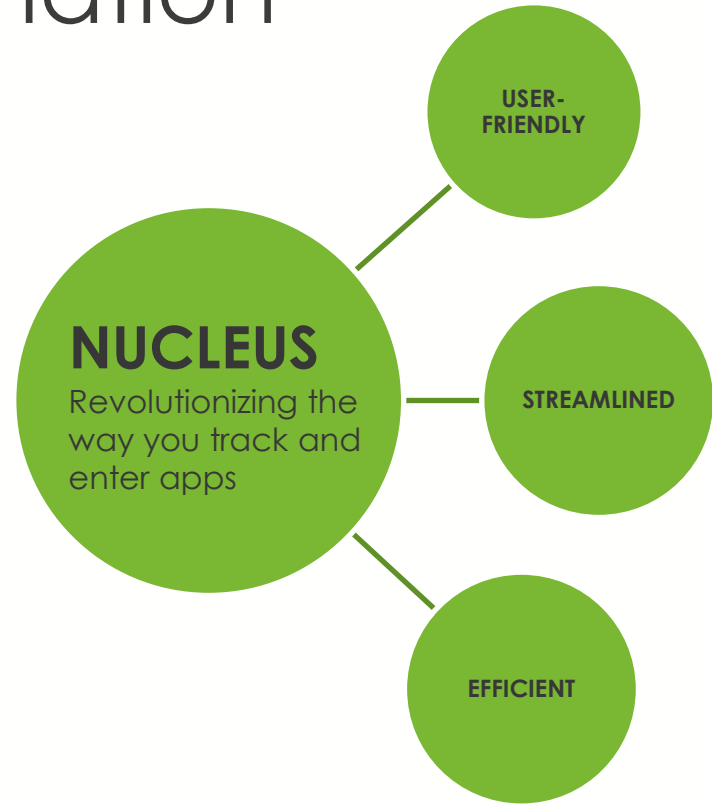 USER-
FRIENDLY
NUCLEUS
Revolutionizing the
way you track and
enter apps
STREAMLINED
EFFICIENT